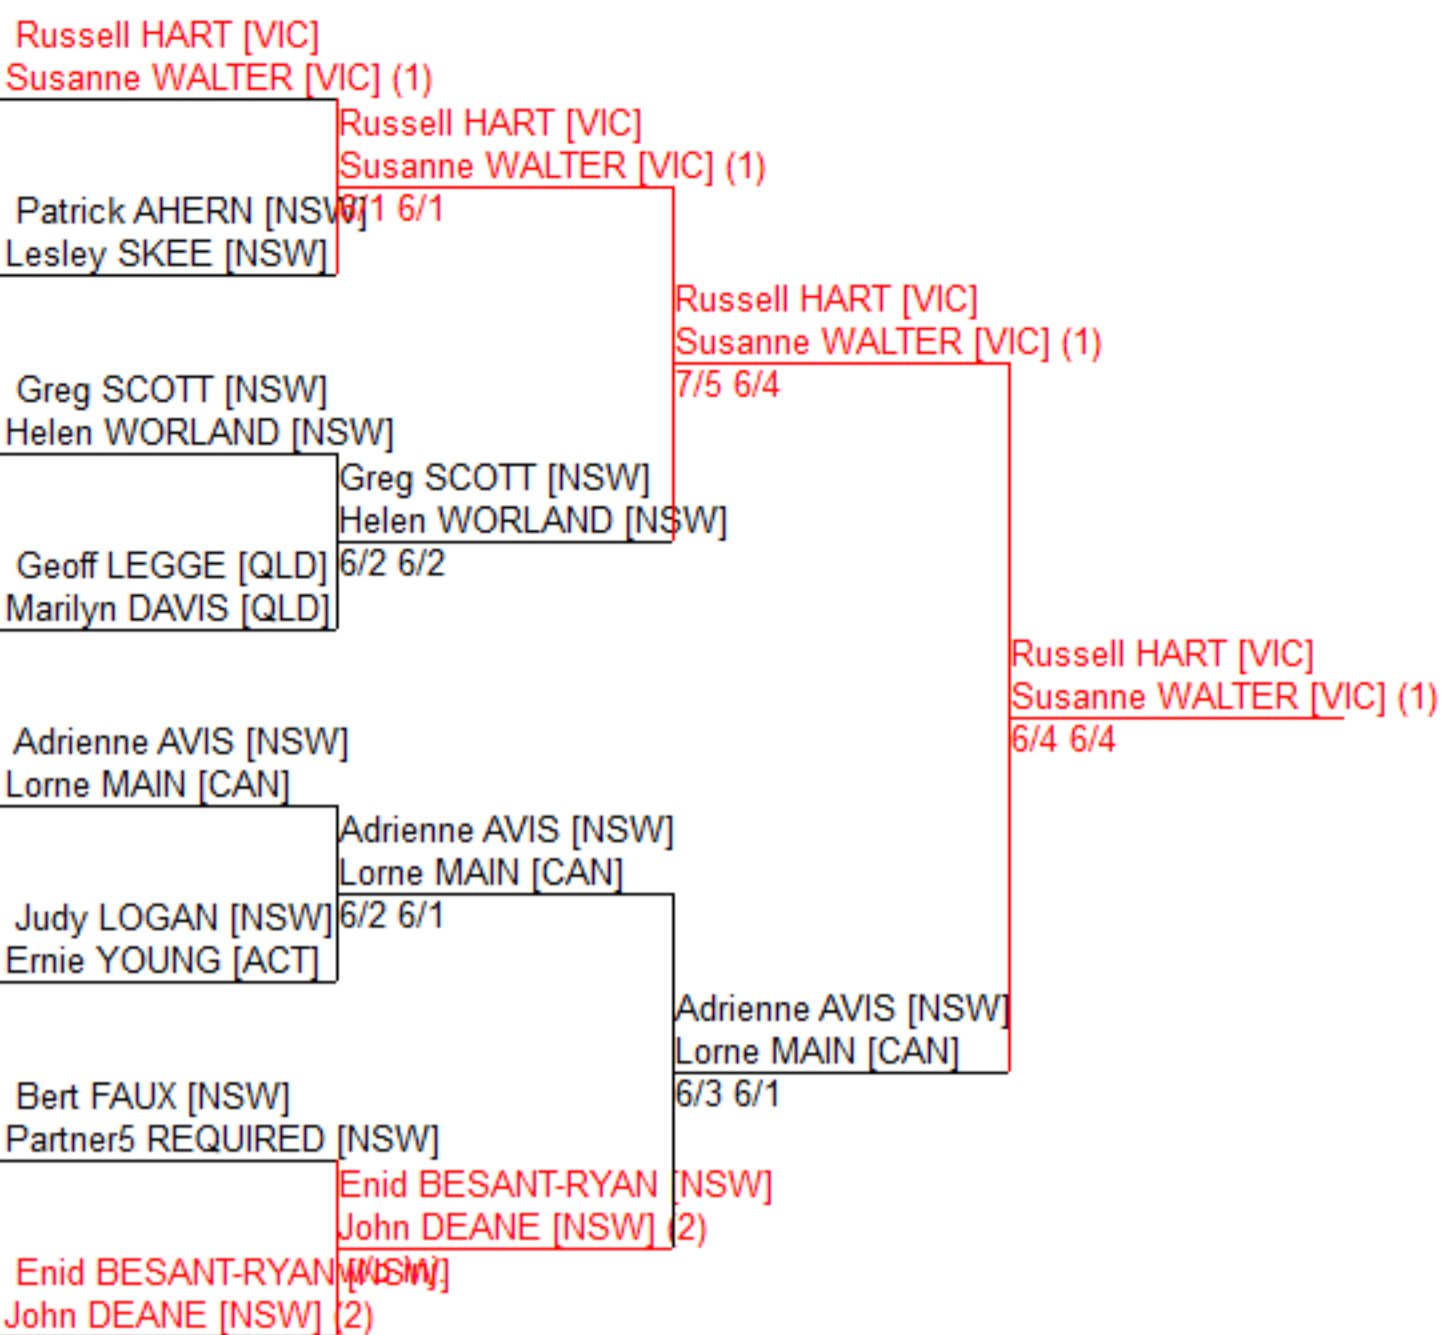 Russell HART [VIC]
Susanne WALTER [VIC] (1)
Patrick AHERN [NSW]
Lesley SKEE [NSW]
Greg SCOTT [NSW]
Helen WORLAND [NSW]
Geoff LEGGE [QLD]
Marilyn DAVIS [QLD]
Adrienne AVIS [NSW]
Lorne MAIN [CAN]
Judy LOGAN [NSW]
Ernie YOUNG [ACT]
Bert FAUX [NSW]
Partner5 REQUIRED [NSW]
Enid BESANT-RYAN [NSW]
John DEANE [NSW] (2)
Russell HART [VIC]
Susanne WALTER [VIC] (1)
6/1
Greg SCOTT [NSW]
Helen WORLAND [NSW]
6/2 6/2
Adrienne AVIS [NSW]
Lorne MAIN [CAN]
6/2 6/1
Enid BESANT-RYAN [NSW]
John DEANE [NSW] (2)
Russell HART [VIC]
Susanne WALTER [VIC] (1)
7/5 6/4
Adrienne AVIS [NSW]
Lorne MAIN [CAN]
6/3 6/1
Russell HART [VIC]
Susanne WALTER [VIC] (1)
6/4 6/4